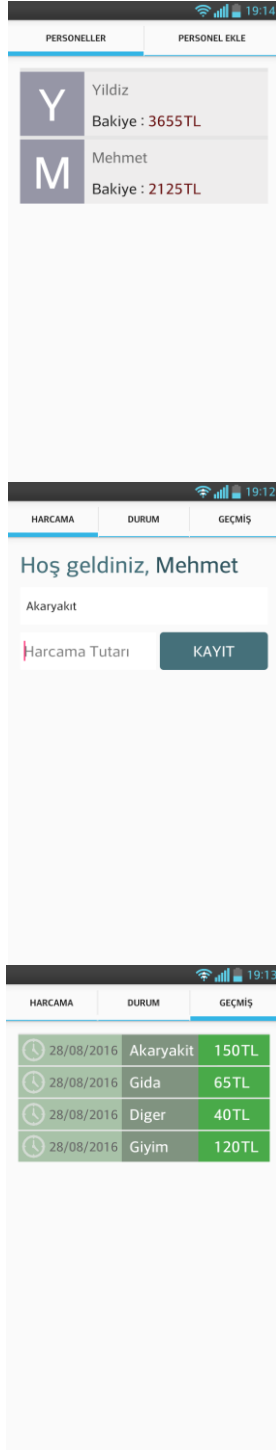 19:14
PERSONELLER PERSONEL EKLE
Y
Yildiz
Bakiye : 3655TL
M
Mehmet
Bakiye : 2125TL
19:12
HARCAMA DURUM GEÇMİŞ
Hoş geldiniz, Mehmet
Akaryakıt
Harcama Tutarı KAYIT
19:13
HARCAMA DURUM GEÇMİŞ
28/08/2016 Akaryakit 150TL
28/08/2016 Gida 65TL
28/08/2016 Diger 40TL
28/08/2016 Giyim 120TL